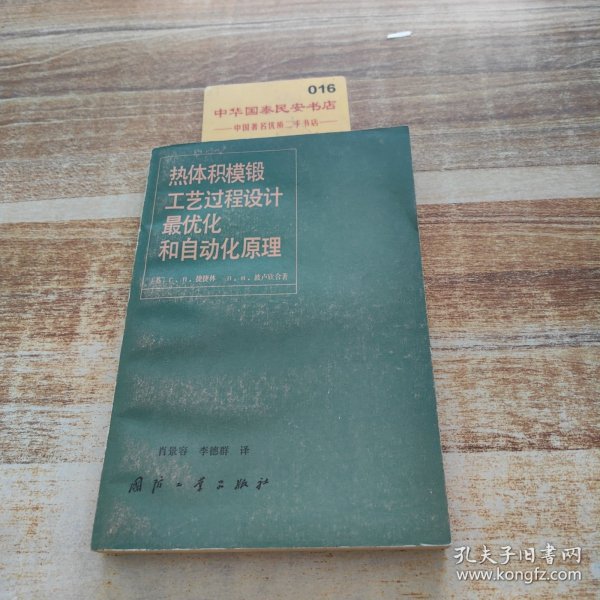 016
中华国泰民安书店
中国著名优质二手书店
热体积模锻
工艺过程设计
最优化
和自动化原理
肖景容 李德群 译
国防工业出版社
孔夫子旧书网
www.kongfz.com